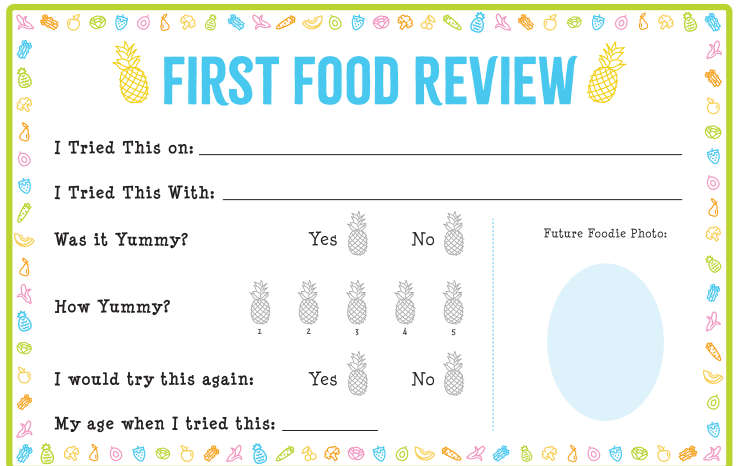 FIRST FOOD REVIEW
I Tried This on:
I Tried This With:
Was it Yummy? Yes No
Future Foodie Photo:
How Yummy?
1 2 3 4 5
I would try this again: Yes No
My age when I tried this: